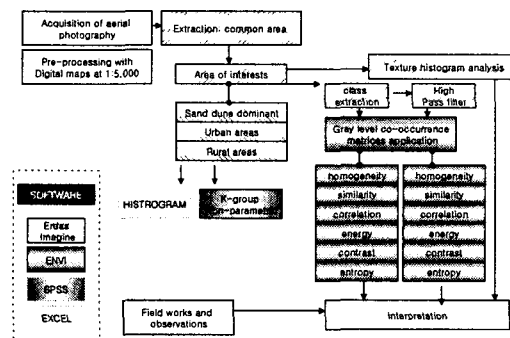 Acquisition of aerial
photography
Extraction: common area
Pre-processing with
Digital maps at 1:5,000
Area of interests
Texture histogram analysis
class
extraction
High
Pass filter
Sand dune dominant
Urban areas
Rural areas
Gray level co-occurrence
matrices application
HISTROGRAM
K-group
homogeneity
similarity
correlation
energy
contrast
entropy
homogeneity
similarity
correlation
energy
contrast
entropy
SOFTWARE
Erdas
Imagine
ENVI
SPSS
EXCEL
Field works and
observations
Interpretation